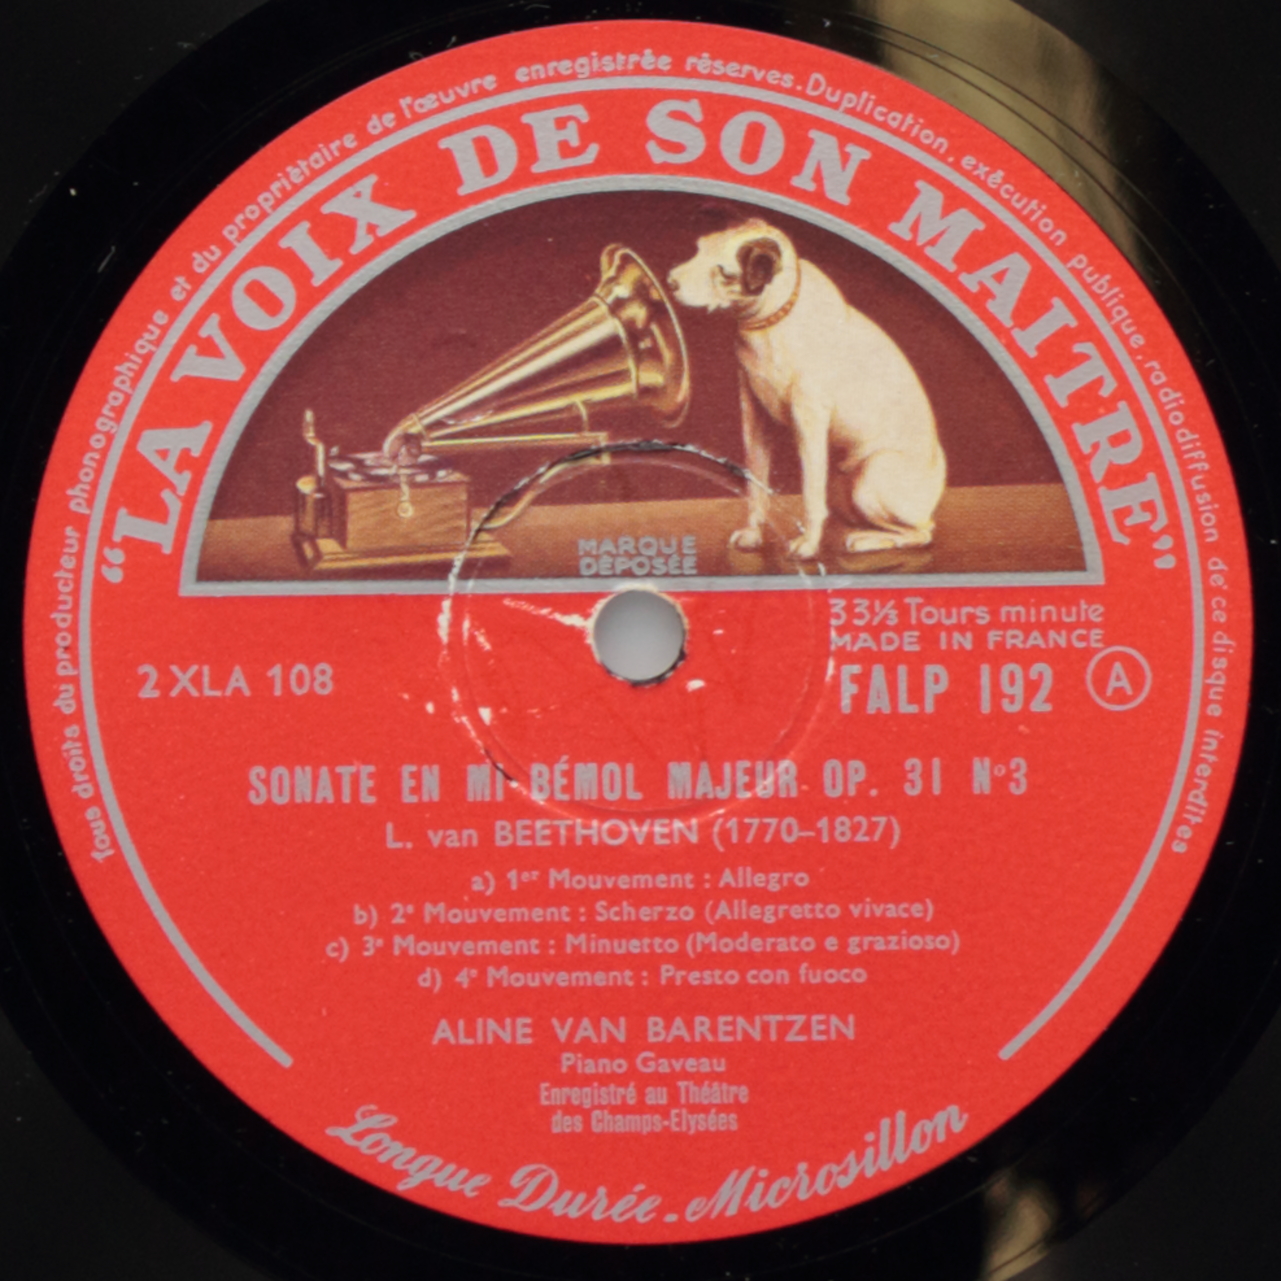 Tous droits du producteur phonographique et du propriétaire de l'œuvre enregistrée réserves. Duplication, exécution publique, radiodiffusion de ce disque interdites
“LA VOIX DE SON MAITRE”
MARQUE
DÉPOSÉE
33⅓ Tours minute
MADE IN FRANCE
2XLA 108
FALP 192 A
SONATE EN MI BÉMOL MAJEUR OP. 31 N°3
L. van BEETHOVEN (1770–1827)
a) 1er Mouvement : Allegro
b) 2e Mouvement : Scherzo (Allegretto vivace)
c) 3e Mouvement : Minuetto (Moderato e grazioso)
d) 4e Mouvement : Presto con fuoco
ALINE VAN BARENTZEN
Piano Gaveau
Enregistré au Théâtre
des Champs-Elysées
Longue Durée - Microsillon